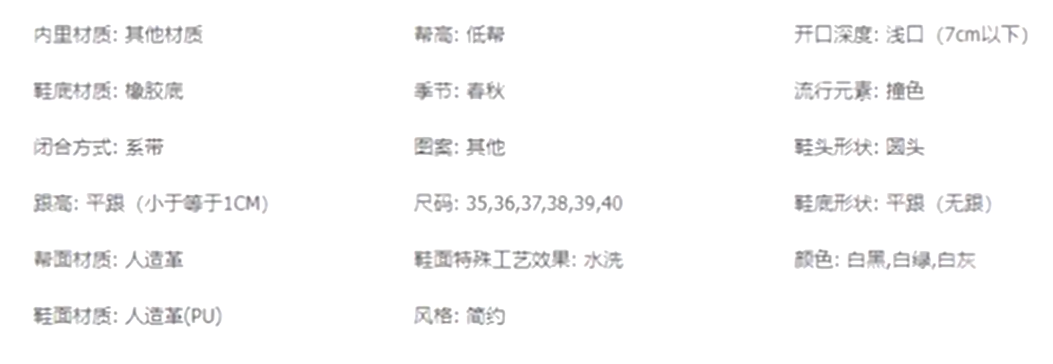 内里材质: 其他材质
帮高: 低帮
开口深度: 浅口（7cm以下）
鞋底材质: 橡胶底
季节: 春秋
流行元素: 撞色
闭合方式: 系带
图案: 其他
鞋头形状: 圆头
跟高: 平跟（小于等于1CM）
尺码: 35,36,37,38,39,40
鞋底形状: 平跟（无跟）
帮面材质: 人造革
鞋面特殊工艺效果: 水洗
颜色: 白黑,白绿,白灰
鞋面材质: 人造革(PU)
风格: 简约